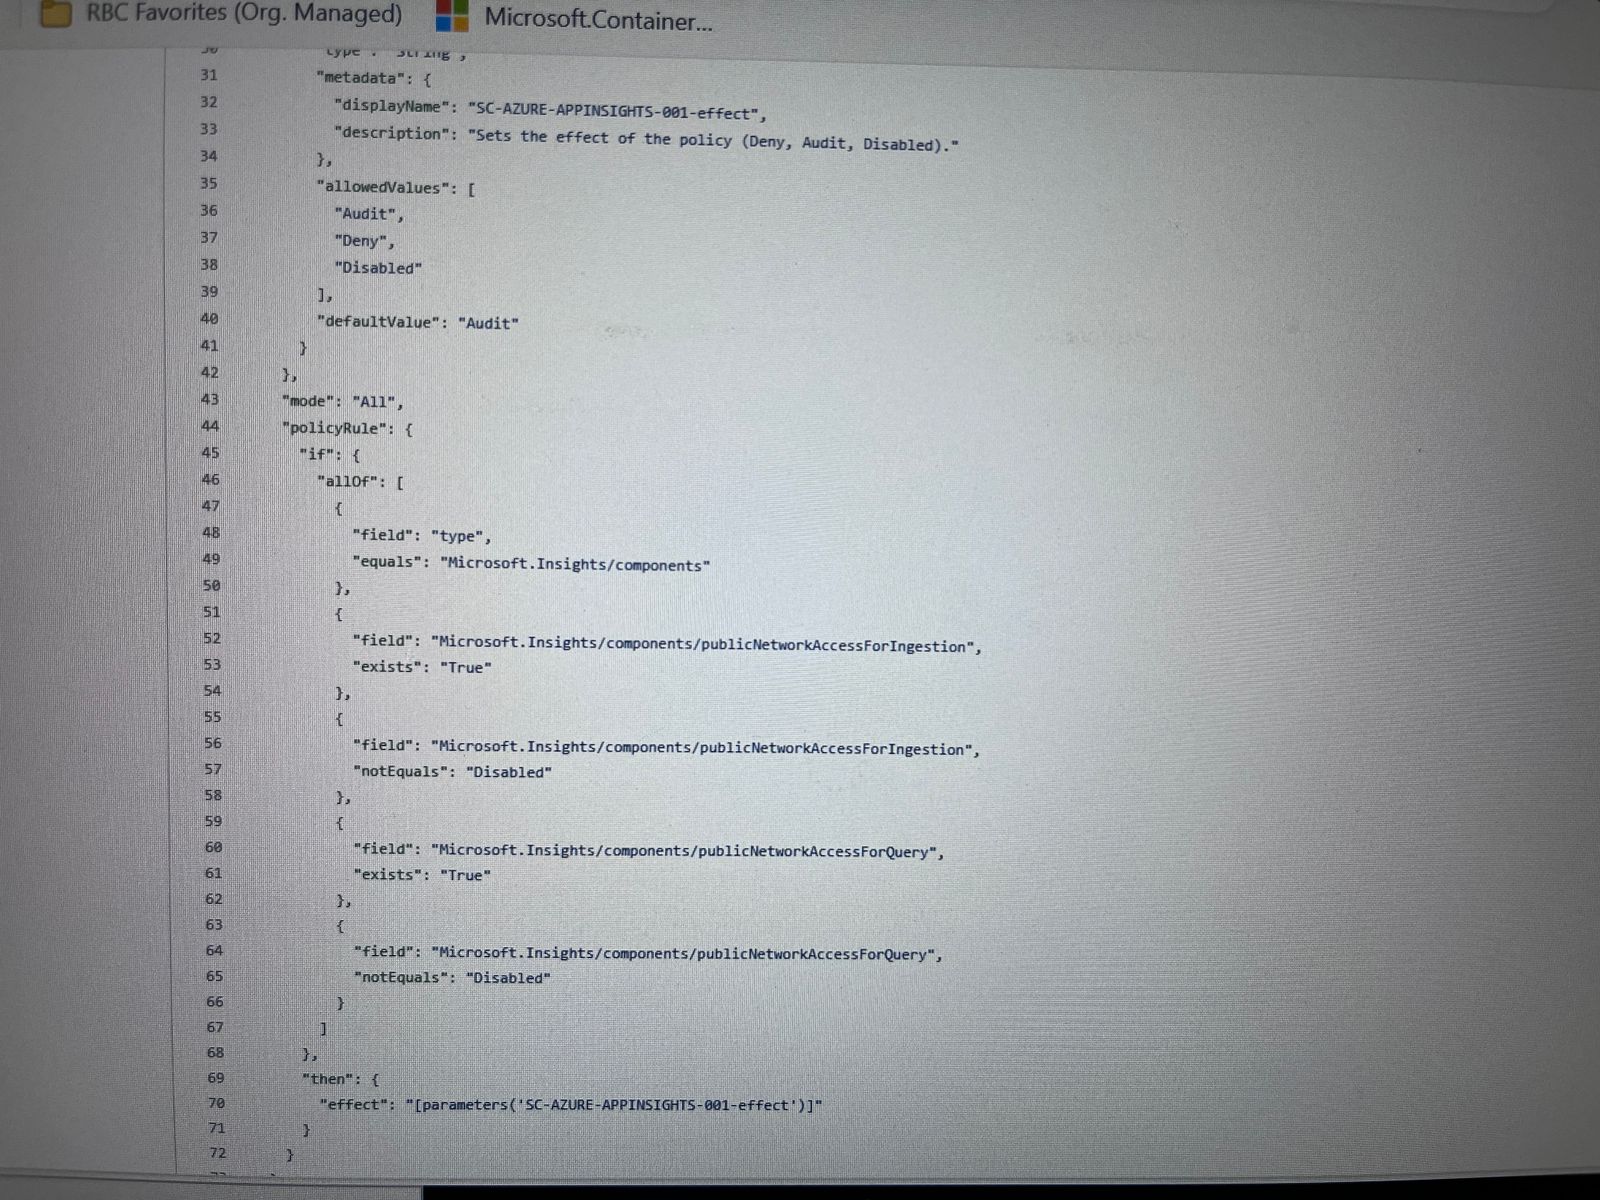 RBC Favorites (Org. Managed) Microsoft.Container...
30 "type": "String",
31 "metadata": {
32 "displayName": "SC-AZURE-APPINSIGHTS-001-effect",
33 "description": "Sets the effect of the policy (Deny, Audit, Disabled)."
34 },
35 "allowedValues": [
36 "Audit",
37 "Deny",
38 "Disabled"
39 ],
40 "defaultValue": "Audit"
41 }
42 },
43 "mode": "All",
44 "policyRule": {
45 "if": {
46 "allOf": [
47 {
48 "field": "type",
49 "equals": "Microsoft.Insights/components"
50 },
51 {
52 "field": "Microsoft.Insights/components/publicNetworkAccessForIngestion",
53 "exists": "True"
54 },
55 {
56 "field": "Microsoft.Insights/components/publicNetworkAccessForIngestion",
57 "notEquals": "Disabled"
58 },
59 {
60 "field": "Microsoft.Insights/components/publicNetworkAccessForQuery",
61 "exists": "True"
62 },
63 {
64 "field": "Microsoft.Insights/components/publicNetworkAccessForQuery",
65 "notEquals": "Disabled"
66 }
67 ]
68 },
69 "then": {
70 "effect": "[parameters('SC-AZURE-APPINSIGHTS-001-effect')]"
71 }
72 }